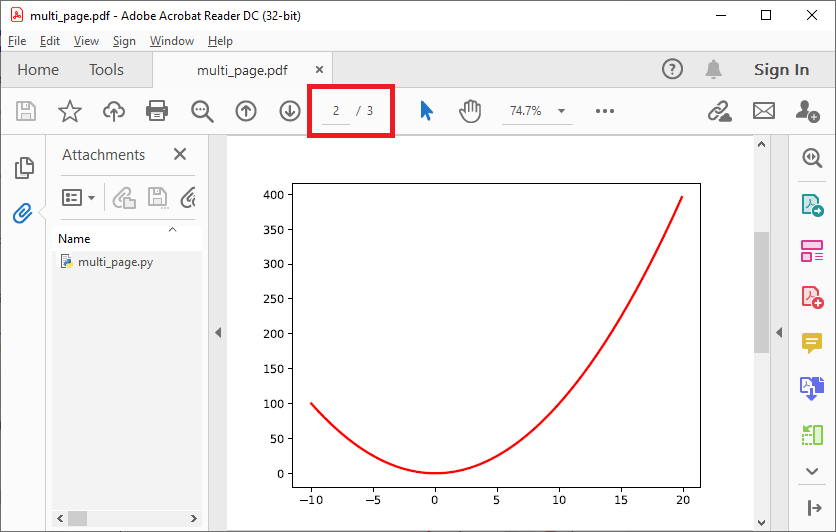 multi_page.pdf - Adobe Acrobat Reader DC (32-bit)
File Edit View Sign Window Help
Home Tools multi_page.pdf × ? Sign In
2 / 3 74.7%
Attachments
Name
multi_page.py
400
350
300
250
200
150
100
50
0
−10 −5 0 5 10 15 20